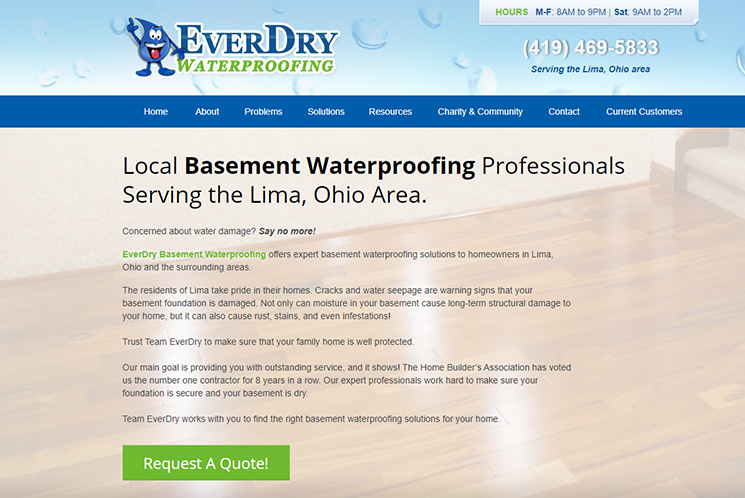 EVERDRY
WATERPROOFING
HOURS M-F: 8AM to 9PM | Sat: 9AM to 2PM
(419) 469-5833
Serving the Lima, Ohio area
Home About Problems Solutions Resources Charity & Community Contact Current Customers
Local Basement Waterproofing Professionals
Serving the Lima, Ohio Area.
Concerned about water damage? Say no more!
EverDry Basement Waterproofing offers expert basement waterproofing solutions to homeowners in Lima,
Ohio and the surrounding areas.
The residents of Lima take pride in their homes. Cracks and water seepage are warning signs that your
basement foundation is damaged. Not only can moisture in your basement cause long-term structural damage to
your home, but it can also cause rust, stains, and even infestations!
Trust Team EverDry to make sure that your family home is well protected.
Our main goal is providing you with outstanding service, and it shows! The Home Builder's Association has voted
us the number one contractor for 8 years in a row. Our expert professionals work hard to make sure your
foundation is secure and your basement is dry.
Team EverDry works with you to find the right basement waterproofing solutions for your home.
Request A Quote!